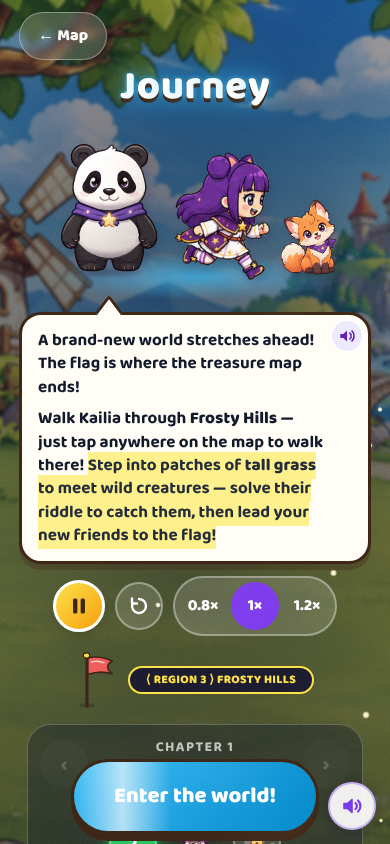 ← Map
Journey
A brand-new world stretches ahead!
The flag is where the treasure map
ends!
Walk Kailia through Frosty Hills —
just tap anywhere on the map to walk
there! Step into patches of tall grass
to meet wild creatures — solve their
riddle to catch them, then lead your
new friends to the flag!
0.8× 1× 1.2×
⟨ REGION 3 ⟩ FROSTY HILLS
CHAPTER 1
Enter the world!